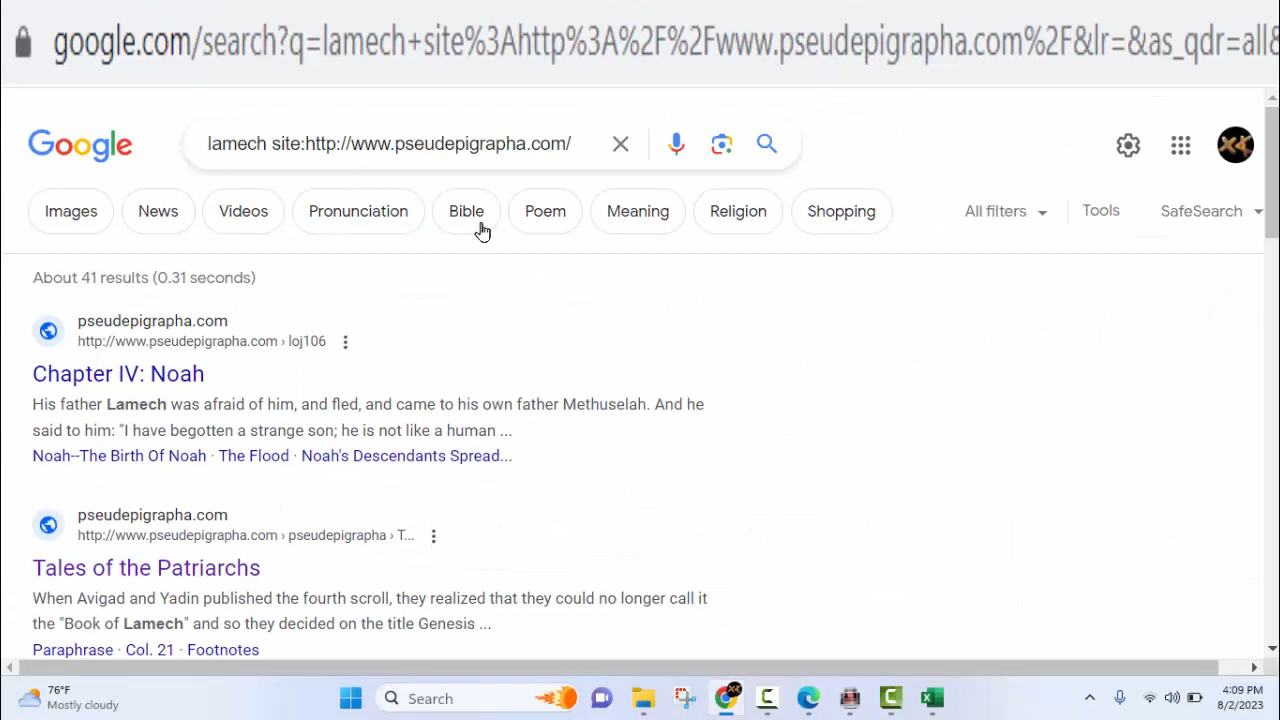 google.com/search?q=lamech+site%3Ahttp%3A%2F%2Fwww.pseudepigrapha.com%2F&lr=&as_qdr=all&
Google
lamech site:http://www.pseudepigrapha.com/
Images News Videos Pronunciation Bible Poem Meaning Religion Shopping All filters Tools SafeSearch
About 41 results (0.31 seconds)
pseudepigrapha.com
http://www.pseudepigrapha.com › loj106
Chapter IV: Noah
His father Lamech was afraid of him, and fled, and came to his own father Methuselah. And he
said to him: "I have begotten a strange son; he is not like a human ...
Noah--The Birth Of Noah · The Flood · Noah's Descendants Spread...
pseudepigrapha.com
http://www.pseudepigrapha.com › pseudepigrapha › T...
Tales of the Patriarchs
When Avigad and Yadin published the fourth scroll, they realized that they could no longer call it
the "Book of Lamech" and so they decided on the title Genesis ...
Paraphrase · Col. 21 · Footnotes
76°F
Mostly cloudy
Search
4:09 PM
8/2/2023